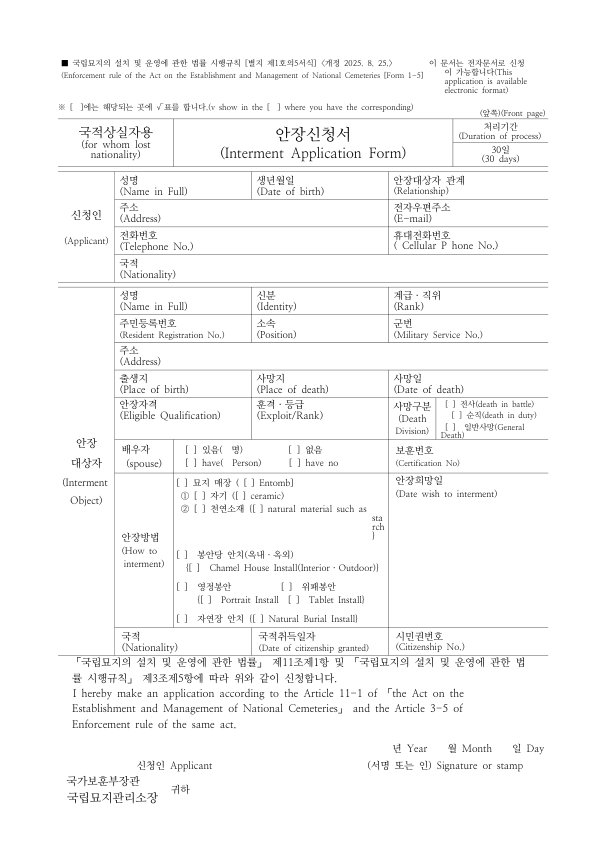 ■ 국립묘지의 설치 및 운영에 관한 법률 시행규칙 [별지 제1호의5서식] 〈개정 2025. 8. 25.〉
(Enforcement rule of the Act on the Establishment and Management of National Cemeteries [Form 1-5]
이 문서는 전자문서로 신청
이 가능합니다(This
application is available
electronic format)
※ [  ]에는 해당되는 곳에 √표를 합니다.(v show in the [  ] where you have the corresponding)
(앞쪽)(Front page)
국적상실자용
(for whom lost
nationality)
안장신청서
(Interment Application Form)
처리기간
(Duration of process)
30일
(30 days)
신청인
(Applicant)
성명
(Name in Full)
생년월일
(Date of birth)
안장대상자 관계
(Relationship)
주소
(Address)
전자우편주소
(E-mail)
전화번호
(Telephone No.)
휴대전화번호
( Cellular P hone No.)
국적
(Nationality)
안장
대상자
(Interment
Object)
성명
(Name in Full)
신분
(Identity)
계급ㆍ직위
(Rank)
주민등록번호
(Resident Registration No.)
소속
(Position)
군번
(Military Service No.)
주소
(Address)
출생지
(Place of birth)
사망지
(Place of death)
사망일
(Date of death)
안장자격
(Eligible Qualification)
훈격ㆍ등급
(Exploit/Rank)
사망구분
(Death
Division)
[ ] 전사(death in battle)
[ ] 순직(death in duty)
[ ] 일반사망(General
Death)
배우자
(spouse)
[ ] 있음( 명) [ ] 없음
[ ] have( Person) [ ] have no
보훈번호
(Certification No)
안장방법
(How to
interment)
[ ] 묘지 매장 ( [ ] Entomb]
① [ ] 자기 ([ ] ceramic)
② [ ] 천연소재 ([ ] natural material such as
sta
rch
)
[ ] 봉안당 안치(옥내ㆍ옥외)
([ ] Chamel House Install(Interior · Outdoor))
[ ] 영정봉안 [ ] 위패봉안
([ ] Portrait Install [ ] Tablet Install)
[ ] 자연장 안치 ([ ] Natural Burial Install)
안장희망일
(Date wish to interment)
국적
(Nationality)
국적취득일자
(Date of citizenship granted)
시민권번호
(Citizenship No.)
「국립묘지의 설치 및 운영에 관한 법률」 제11조제1항 및 「국립묘지의 설치 및 운영에 관한 법
률 시행규칙」 제3조제5항에 따라 위와 같이 신청합니다.
I hereby make an application according to the Article 11-1 of 「the Act on the
Establishment and Management of National Cemeteries」 and the Article 3-5 of
Enforcement rule of the same act.
년 Year 월 Month 일 Day
신청인 Applicant (서명 또는 인) Signature or stamp
국가보훈부장관
국립묘지관리소장
귀하